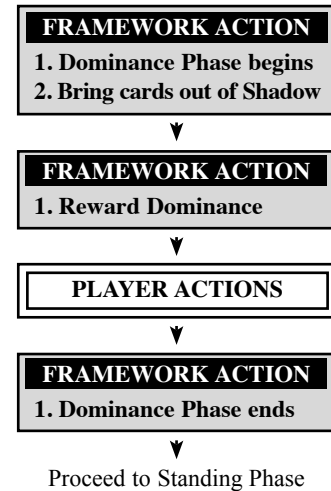 FRAMEWORK ACTION
1. Dominance Phase begins
2. Bring cards out of Shadow
FRAMEWORK ACTION
1. Reward Dominance
PLAYER ACTIONS
FRAMEWORK ACTION
1. Dominance Phase ends
Proceed to Standing Phase